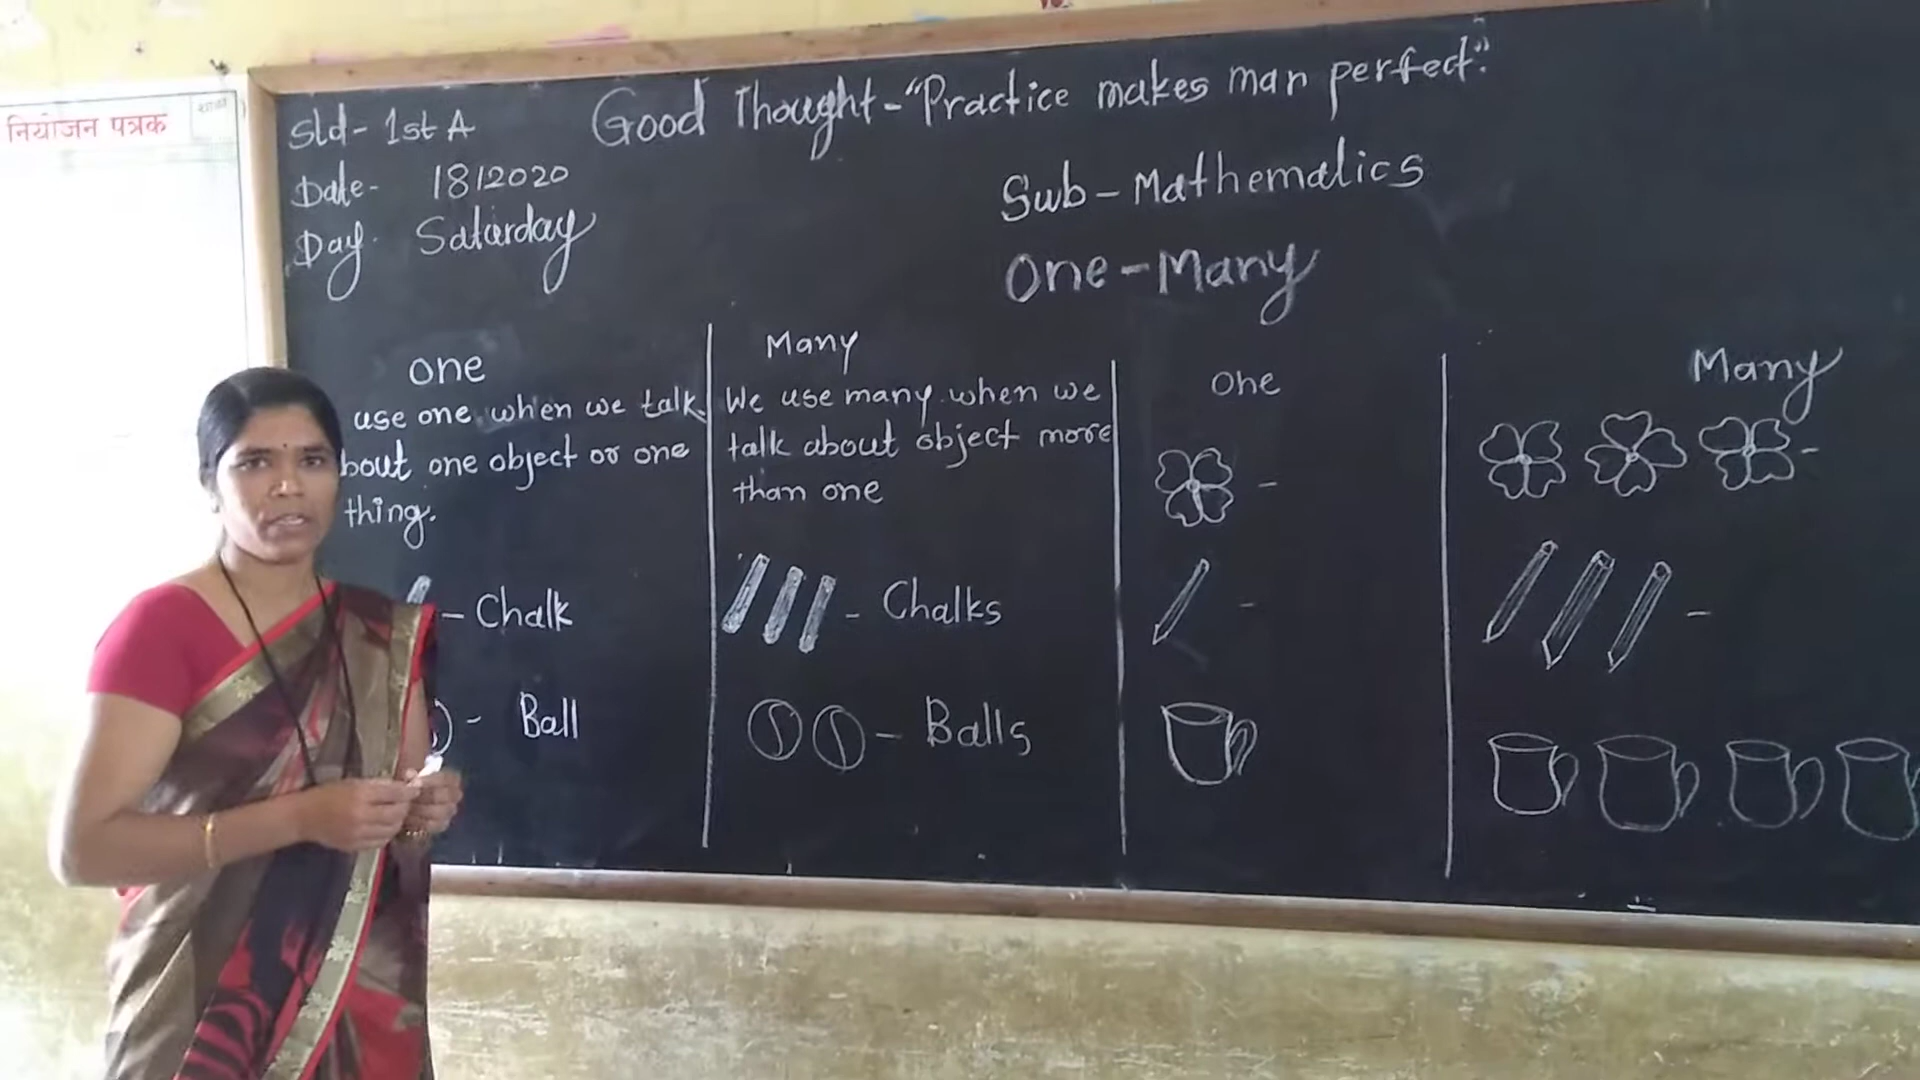 नियोजन पत्रक
शाळा
Std- 1st A
Good Thought-"Practice makes man perfect."
Date- 18/2020
Day. Saturday
Sub-Mathematics
One-Many
one
use one when we talk
bout one object or one
thing.
- Chalk
- Ball
Many
We use many when we
talk about object more
than one
- Chalks
- Balls
One
-
-
Many
-
-